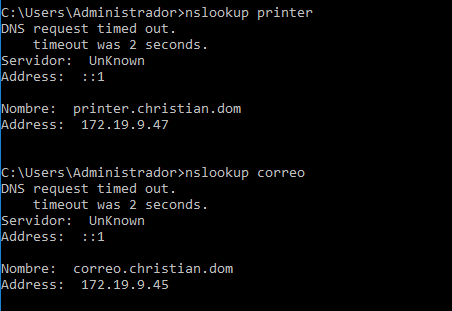 C:\Users\Administrador>nslookup printer
DNS request timed out.
    timeout was 2 seconds.
Servidor:  UnKnown
Address:  ::1

Nombre:  printer.christian.dom
Address:  172.19.9.47

C:\Users\Administrador>nslookup correo
DNS request timed out.
    timeout was 2 seconds.
Servidor:  UnKnown
Address:  ::1

Nombre:  correo.christian.dom
Address:  172.19.9.45